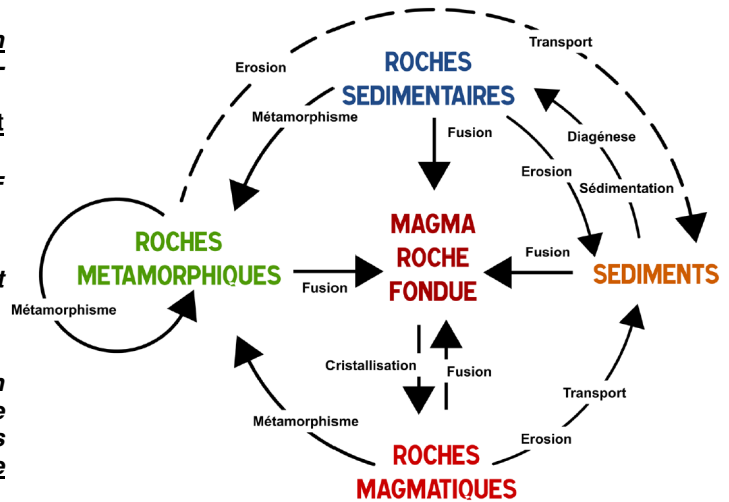 n
t
t
n
e
s
e
Erosion
Transport
ROCHES
SEDIMENTAIRES
Métamorphisme
Fusion
Diagénese
Erosion
Sédimentation
MAGMA
ROCHE
FONDUE
ROCHES
METAMORPHIQUES
Fusion
Fusion
SEDIMENTS
Métamorphisme
Cristallisation
Fusion
Métamorphisme
Transport
Erosion
ROCHES
MAGMATIQUES